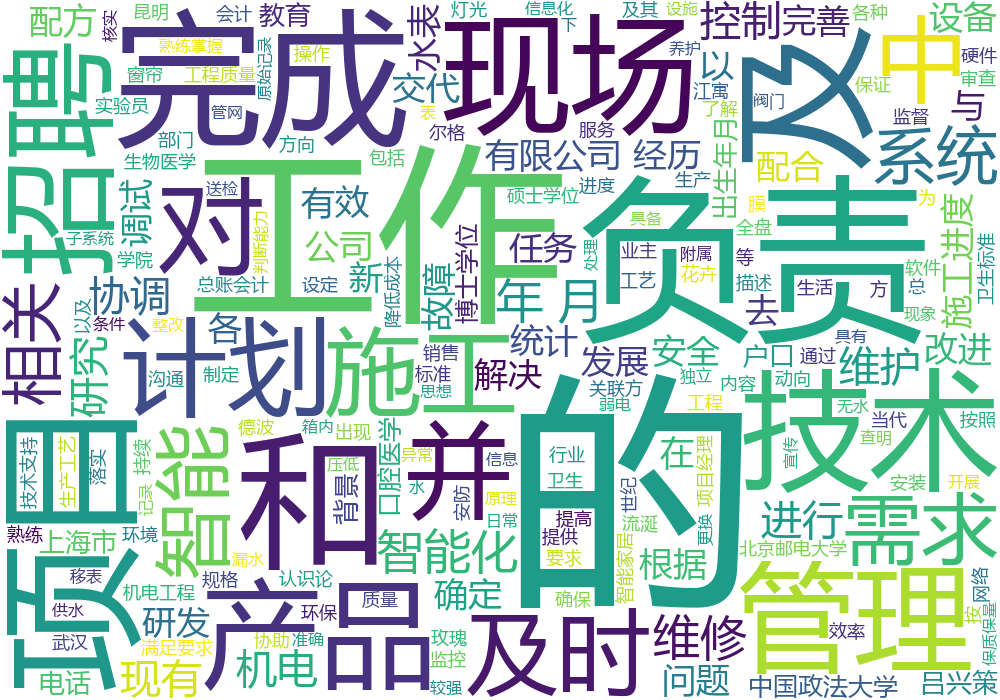 配方
昆明
会计
教育
灯光
信息化
及其
设施
控制
完善
各种
设备
核实
熟练掌握
完成
水表
下
现场
养护
及
中
硬件
审查
招聘
窗帘
工程质量
操作
原始记录
交代
以
江寓
了解
阀门
保证
与
实验员
管网
表
尔格
服务
监督
部门
方向
包括
有限公司
经历
出生年月
配合
系统
生物医学
送检
工作
硕士学位
进度
生产
负责
膜
为
调试
对
有效
具备
全盘
施工进度
卫生标准
子系统
学院
判断能力
公司
任务
处理
业主
附属
等
总账会计
设定
新
降低成本
故障
博士学位
工艺
花卉
描述
软件
相关
协调
各
年
月
去
生活
方
总
现象
研究
以及
条件
整改
计划
施工
统计
发展
安全
户口
通过
具有
维护
改进
沟通
制定
销售
标准
思想
解决
关联方
独立
内容
动向
弱电
工程
无水
当代
按照
查明
技术
项目
技术支持
生产工艺
落实
持续
记录
智能
德波
箱内
出现
和
压低
背景
口腔医学
并
异常
信息
的
行业
卫生
世纪
在
项目经理
宣传
安装
开展
熟练
上海市
环境
漏水
水
安防
原理
日常
提高
提供
流涎
更换
进行
需求
移表
机电工程
规格
认识论
智能化
要求
智能家居
根据
北京邮电大学
网络
供水
武汉
研发
产品
环保
质量
确定
确保
及时
维修
管理
效率
按
保质保量
满足要求
协助
准确
玫瑰
监控
电话
现有
机电
较强
问题
中国政法大学
吕兴策